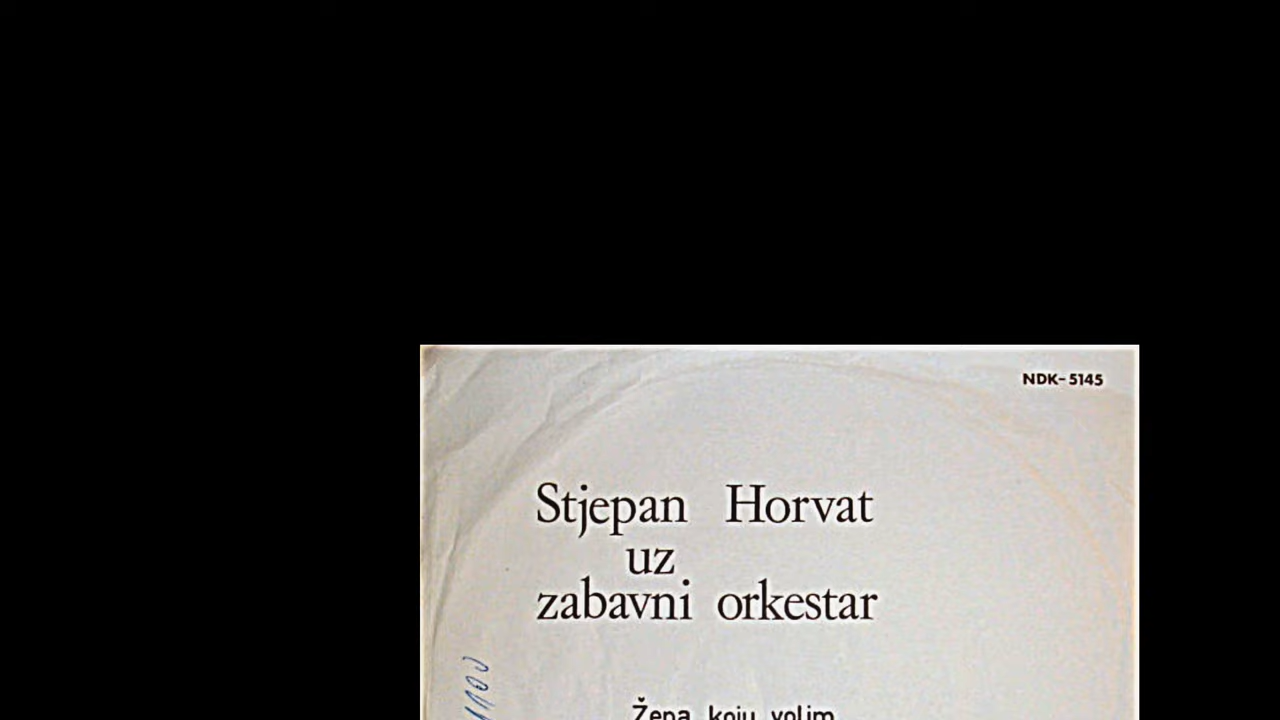 NDK-5145
Stjepan Horvat
uz
zabavni orkestar
Žena koju volim